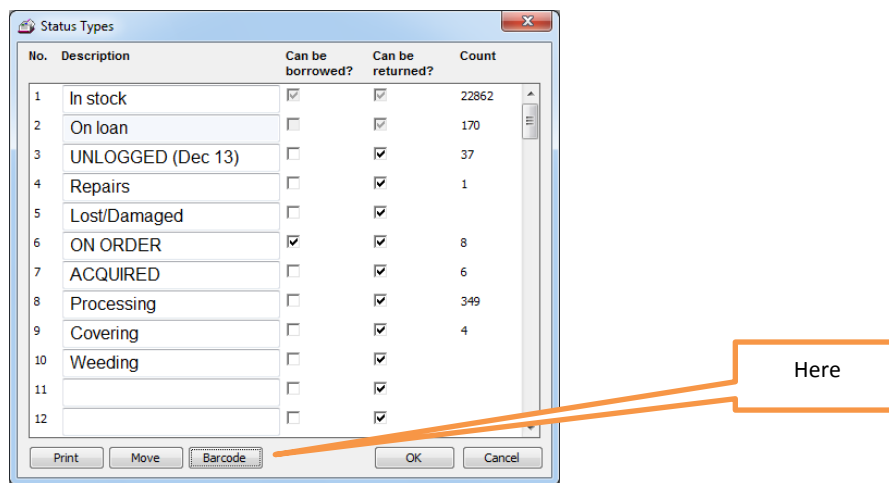 Status Types
No. Description Can be borrowed? Can be returned? Count
1 In stock 22862
2 On loan 170
3 UNLOGGED (Dec 13) 37
4 Repairs 1
5 Lost/Damaged
6 ON ORDER 8
7 ACQUIRED 6
8 Processing 349
9 Covering 4
10 Weeding
Here
11
12
Print Move Barcode OK Cancel